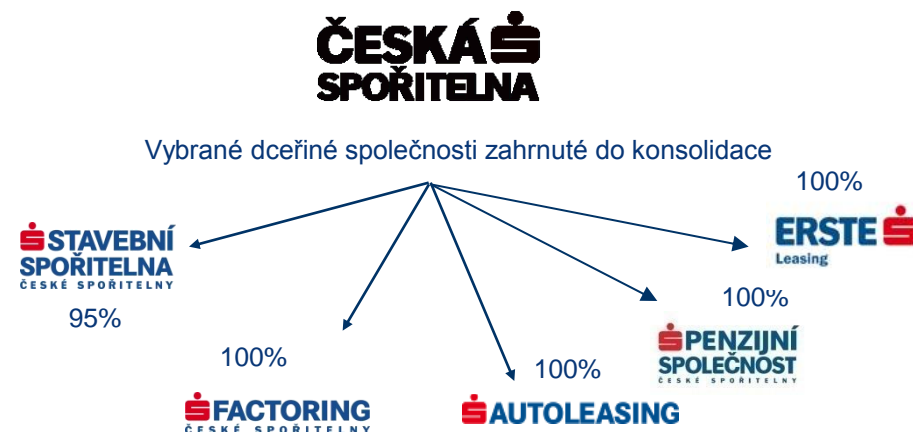 ČESKÁ
SPOŘITELNA
Vybrané dceřiné společnosti zahrnuté do konsolidace
100%
ERSTE
Leasing
STAVEBNÍ
SPOŘITELNA
ČESKÉ SPOŘITELNY
95%
100%
PENZIJNÍ
SPOLEČNOST
ČESKÉ SPOŘITELNY
100%
FACTORING
ČESKÉ SPOŘITELNY
100%
AUTOLEASING